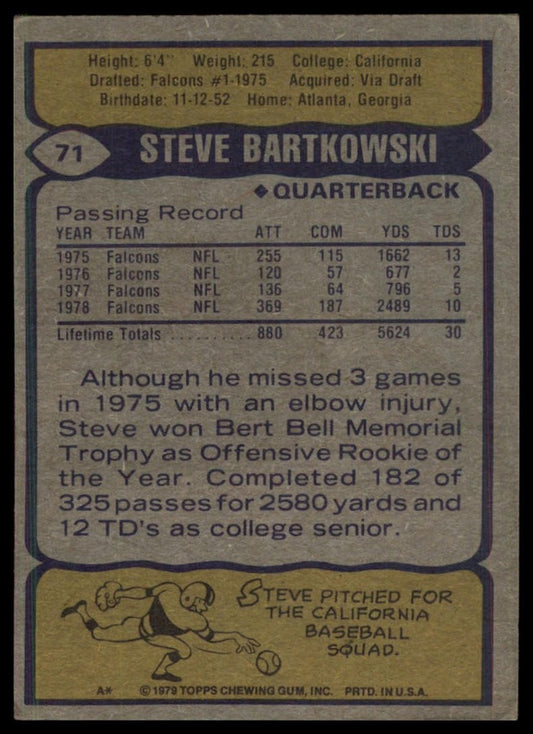 Height: 6'4" Weight: 215 College: California
Drafted: Falcons #1-1975 Acquired: Via Draft
Birthdate: 11-12-52 Home: Atlanta, Georgia
71 STEVE BARTKOWSKI
◆ QUARTERBACK
Passing Record
YEAR TEAM ATT COM YDS TDS
1975 Falcons NFL 255 115 1662 13
1976 Falcons NFL 120 57 677 2
1977 Falcons NFL 136 64 796 5
1978 Falcons NFL 369 187 2489 10
Lifetime Totals .......... 880 423 5624 30
Although he missed 3 games
in 1975 with an elbow injury,
Steve won Bert Bell Memorial
Trophy as Offensive Rookie of
the Year. Completed 182 of
325 passes for 2580 yards and
12 TD's as college senior.
STEVE PITCHED FOR
THE CALIFORNIA
BASEBALL
SQUAD.
A* © 1979 TOPPS CHEWING GUM, INC. PRTD. IN U.S.A.